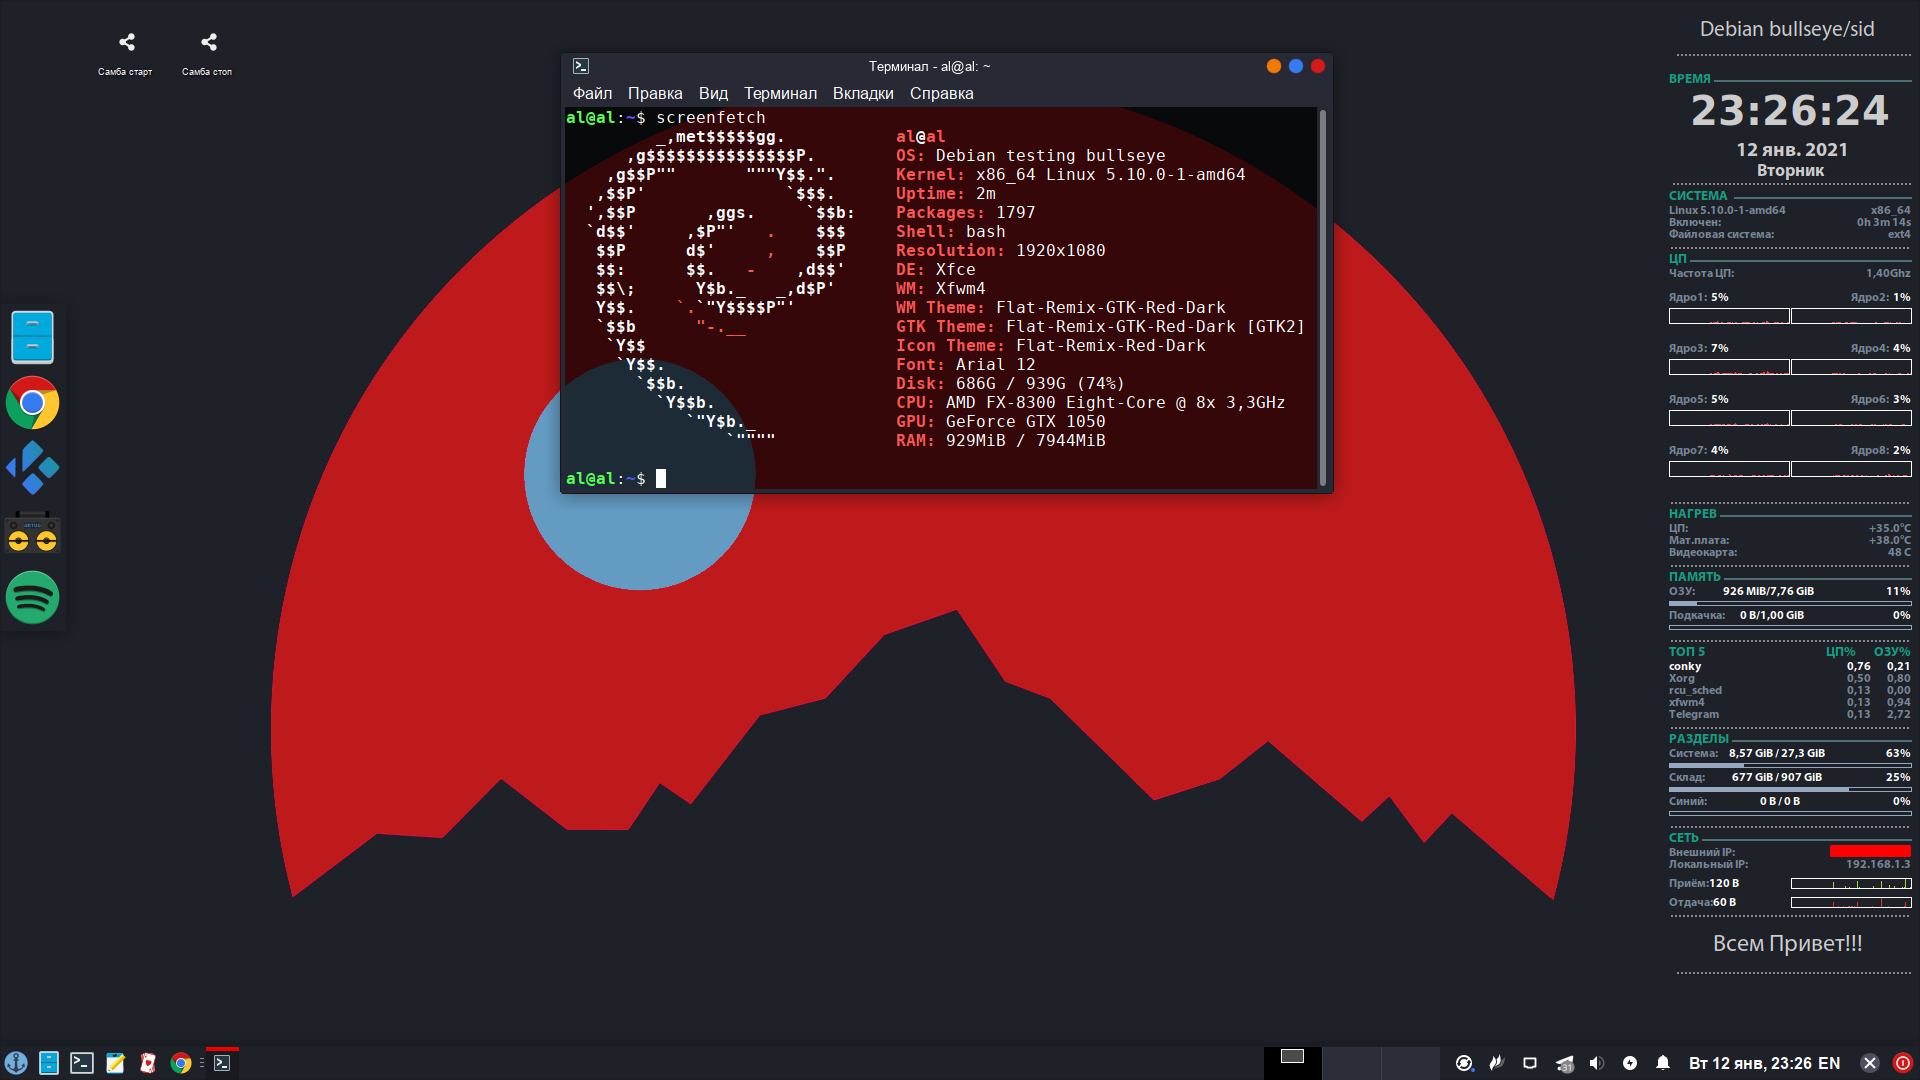 Самба старт
Самба стоп
Терминал - al@al: ~
Файл Правка Вид Терминал Вкладки Справка
al@al:~$ screenfetch
         _,met$$$$$gg.           al@al
      ,g$$$$$$$$$$$$$$$P.        OS: Debian testing bullseye
    ,g$$P""       """Y$$.".      Kernel: x86_64 Linux 5.10.0-1-amd64
   ,$$P'              `$$$.      Uptime: 2m
  ',$$P       ,ggs.     `$$b:    Packages: 1797
  `d$$'     ,$P"'   .    $$$     Shell: bash
   $$P      d$'     ,    $$P     Resolution: 1920x1080
   $$:      $$.   -    ,d$$'     DE: Xfce
   $$\;      Y$b._   _,d$P'      WM: Xfwm4
   Y$$.    `.`"Y$$$$P"'          WM Theme: Flat-Remix-GTK-Red-Dark
   `$$b      "-.__               GTK Theme: Flat-Remix-GTK-Red-Dark [GTK2]
    `Y$$                         Icon Theme: Flat-Remix-Red-Dark
     `Y$$.                       Font: Arial 12
       `$$b.                     Disk: 686G / 939G (74%)
         `Y$$b.                  CPU: AMD FX-8300 Eight-Core @ 8x 3,3GHz
            `"Y$b._              GPU: GeForce GTX 1050
                `""""            RAM: 929MiB / 7944MiB
al@al:~$
Debian bullseye/sid
ВРЕМЯ
23:26:24
12 янв. 2021
Вторник
СИСТЕМА
Linux 5.10.0-1-amd64 x86_64
Включен: 0h 3m 14s
Файловая система: ext4
ЦП
Частота ЦП: 1,40Ghz
Ядро1: 5% Ядро2: 1%
Ядро3: 7% Ядро4: 4%
Ядро5: 5% Ядро6: 3%
Ядро7: 4% Ядро8: 2%
НАГРЕВ
ЦП: +35.0°C
Мат.плата: +38.0°C
Видеокарта: 48 C
ПАМЯТЬ
ОЗУ: 926 MiB/7,76 GiB 11%
Подкачка: 0 B/1,00 GiB 0%
ТОП 5 ЦП% ОЗУ%
conky 0,76 0,21
Xorg 0,50 0,80
rcu_sched 0,13 0,00
xfwm4 0,13 0,94
Telegram 0,13 2,72
РАЗДЕЛЫ
Система: 8,57 GiB / 27,3 GiB 63%
Склад: 677 GiB / 907 GiB 25%
Синий: 0 B / 0 B 0%
СЕТЬ
Внешний IP:
Локальный IP: 192.168.1.3
Приём:120 B
Отдача:60 B
Всем Привет!!!
31
Вт 12 янв, 23:26 EN